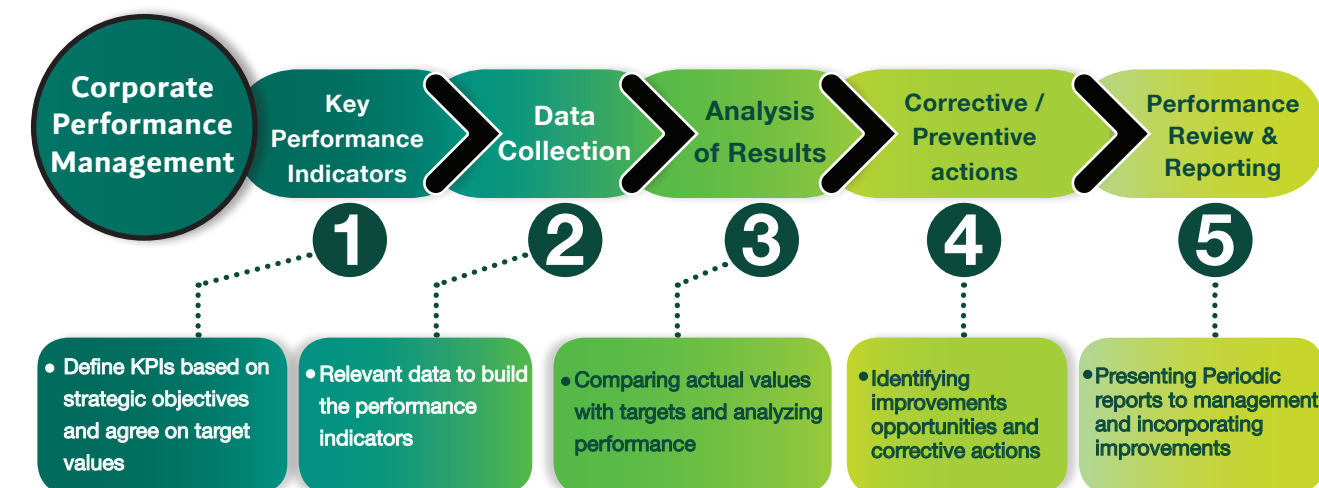 Corporate
Performance
Management
Key
Performance
Indicators
Data
Collection
Analysis
of Results
Corrective /
Preventive
actions
Performance
Review &
Reporting
1
2
3
4
5
• Define KPIs based on
strategic objectives
and agree on target
values
• Relevant data to build
the performance
indicators
• Comparing actual values
with targets and analyzing
performance
• Identifying
improvements
opportunities and
corrective actions
• Presenting Periodic
reports to management
and incorporating
improvements